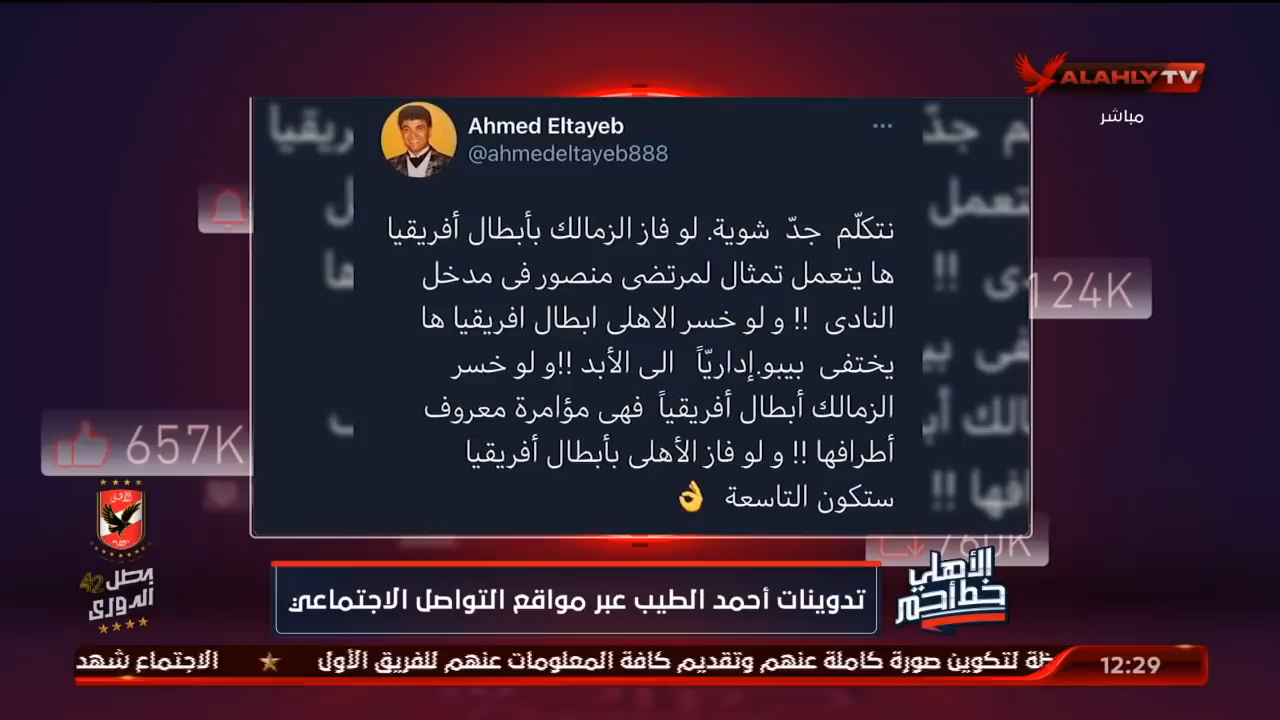 ALAHLY TV
مباشر
Ahmed Eltayeb
@ahmedeltayeb888
نتكلّم جدّ شوية. لو فاز الزمالك بأبطال أفريقيا
ها يتعمل تمثال لمرتضى منصور فى مدخل
النادى !! و لو خسر الاهلى ابطال افريقيا ها
يختفى بيبو.إداريّاً الى الأبد !!و لو خسر
الزمالك أبطال أفريقياً فهى مؤامرة معروف
أطرافها !! و لو فاز الأهلى بأبطال أفريقيا
ستكون التاسعة 👌
124K
657K
760K
بطل 42
الدورى
الأهلي
خط أحمر
تدوينات أحمد الطيب عبر مواقع التواصل الاجتماعي
لتكوين صورة كاملة عنهم وتقديم كافة المعلومات عنهم للفريق الأول ★ الاجتماع شهد
12:29